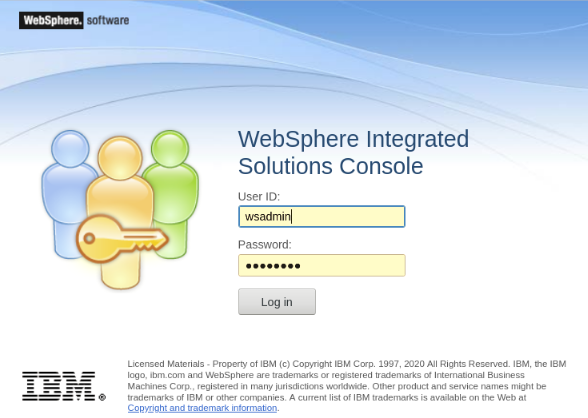 WebSphere. software
WebSphere Integrated
Solutions Console
User ID:
wsadmin
Password:
●●●●●●●●
Log in
IBM®
Licensed Materials - Property of IBM (c) Copyright IBM Corp. 1997, 2020 All Rights Reserved. IBM, the IBM
logo, ibm.com and WebSphere are trademarks or registered trademarks of International Business
Machines Corp., registered in many jurisdictions worldwide. Other product and service names might be
trademarks of IBM or other companies. A current list of IBM trademarks is available on the Web at
Copyright and trademark information.